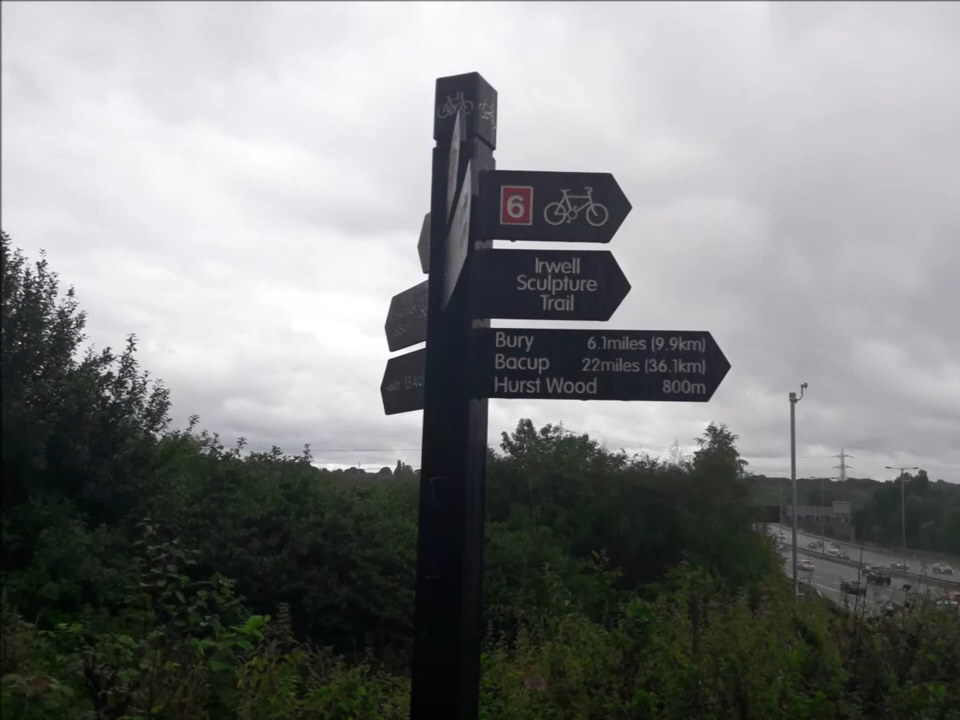 6
Irwell
Sculpture
Trail
Bury 6.1miles (9.9km)
Bacup 22miles (36.1km)
Hurst Wood 800m